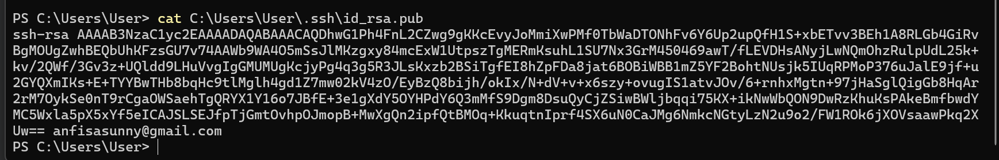 PS C:\Users\User> cat C:\Users\User\.ssh\id_rsa.pub
ssh-rsa AAAAB3NzaC1yc2EAAAADAQABAAACAQDhwG1Ph4FnL2CZwg9gKKcEvyJoMmiXwPMf0TbWaDTONhFv6Y6Up2upQfH1S+xbETvv3BEh1A8RLGb4GiRv
BgMOUgZwhBEQbUhKFzsGU7v74AAWb9WA4O5mSsJlMKzgxy84mcExW1UtpszTgMERmKsuhL1SU7Nx3GrM450469awT/fLEVDHsANyjLwNQmOhzRulpUdL25k+
kv/2QWf/3Gv3z+UQldd9LHuVvgIgGMUMUgKcjyPg4q3g5R3JLsKxzb2BSiTgfEI8hZpFDa8jat6BOBiWBB1mZ5YF2BohtNUsjk5IUqRPMoP376uJalE9jf+u
2GYQXmIKs+E+TYYBwTHb8bqHc9tlMglh4gd1Z7mw02kV4zO/EyBzQ8bijh/okIx/N+dV+v+x6szy+ovugIS1atvJOv/6+rnhxMgtn+97jHaSglQigGb8HqAr
2rM7OykSe0nT9rCgaOWSaehTgQRYX1Y16o7JBfE+3e1gXdY5OYHPdY6Q3mMfS9Dgm8DsuQyCjZSiwBWljbqqi75KX+ikNwWbQON9DwRzKhuKsPAkeBmfbwdY
MC5Wxla5pX5xYf5eICAJSLSEJfpTjGmtOvhpOJmopB+MwXgQn2ipfQtBMOq+KkuqtnIprf4SX6uN0CaJMg6NmkcNGtyLzN2u9o2/FW1ROk6jXOVsaawPkq2X
Uw== anfisasunny@gmail.com
PS C:\Users\User>